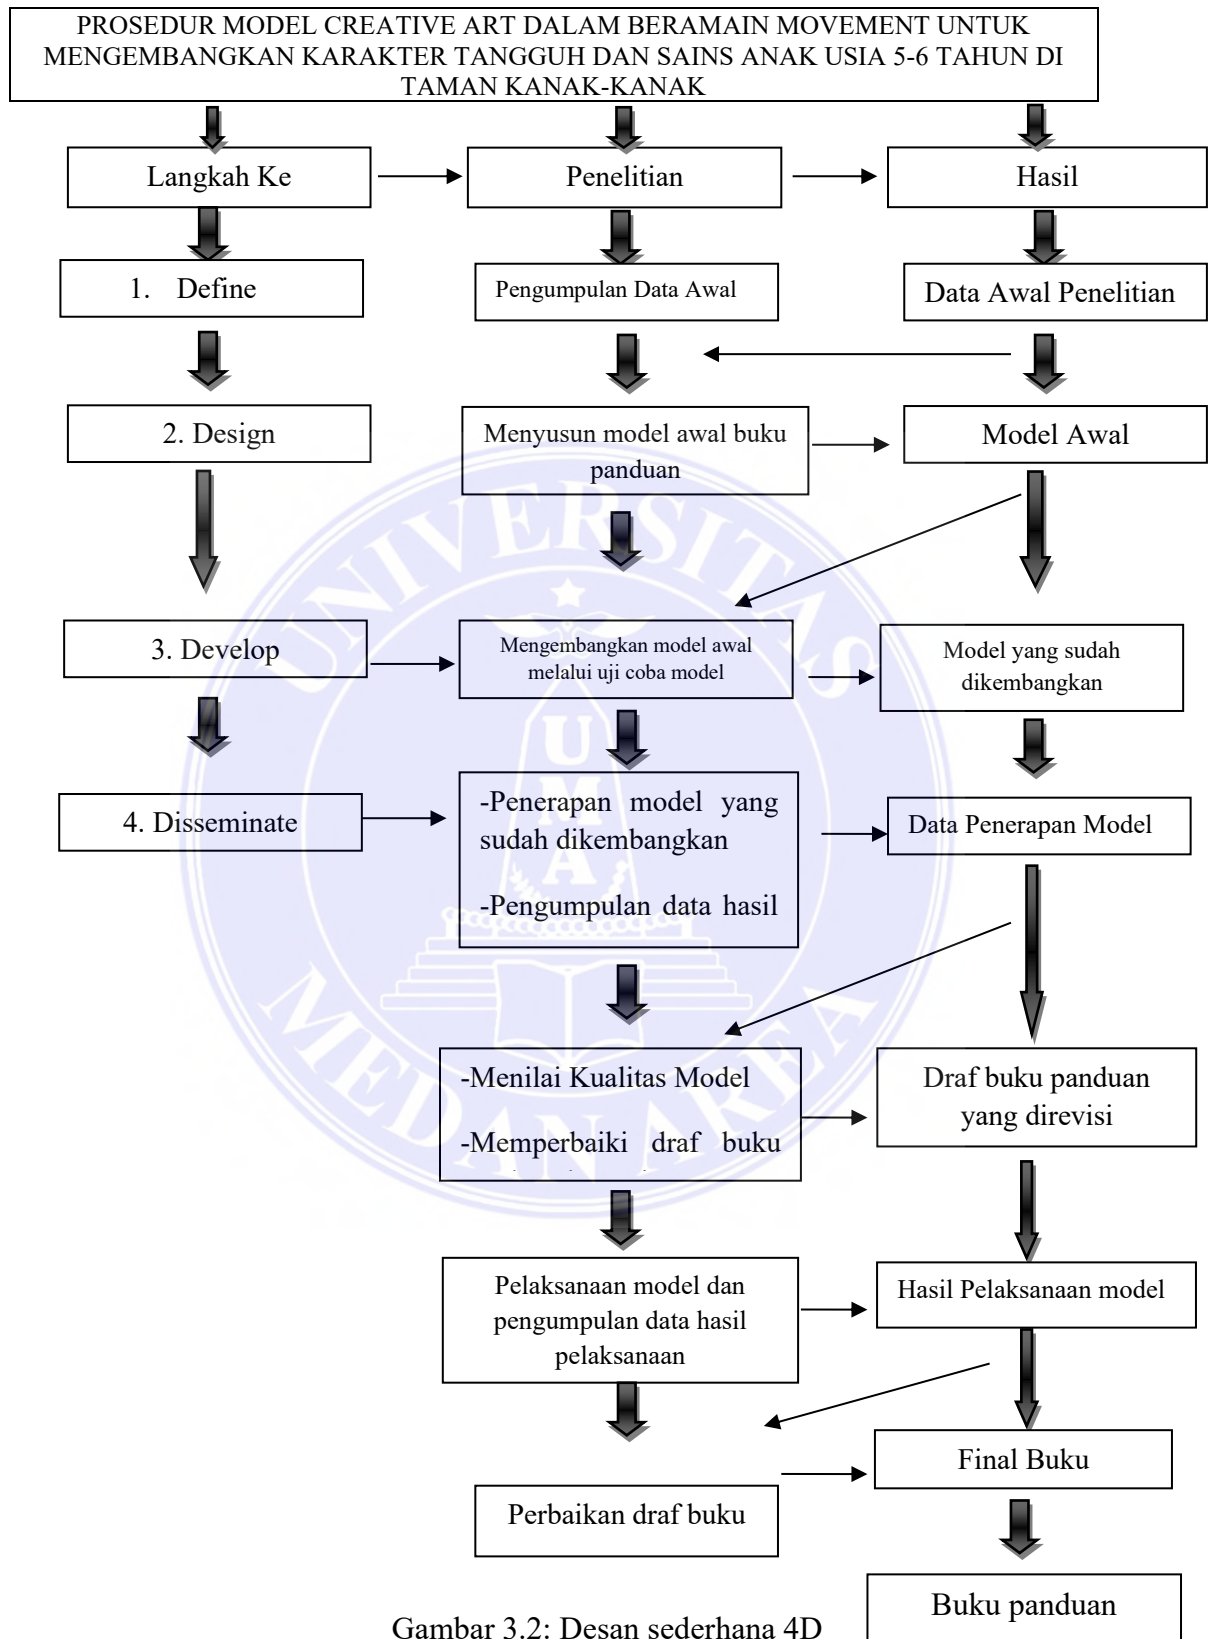 PROSEDUR MODEL CREATIVE ART DALAM BERAMAIN MOVEMENT UNTUK
MENGEMBANGKAN KARAKTER TANGGUH DAN SAINS ANAK USIA 5-6 TAHUN DI
TAMAN KANAK-KANAK
Langkah Ke
Penelitian
Hasil
1. Define
Pengumpulan Data Awal
Data Awal Penelitian
2. Design
Menyusun model awal buku
panduan
Model Awal
3. Develop
Mengembangkan model awal
melalui uji coba model
Model yang sudah
dikembangkan
4. Disseminate
-Penerapan model yang
sudah dikembangkan
-Pengumpulan data hasil
Data Penerapan Model
-Menilai Kualitas Model
-Memperbaiki draf buku
Draf buku panduan
yang direvisi
Pelaksanaan model dan
pengumpulan data hasil
pelaksanaan
Hasil Pelaksanaan model
Perbaikan draf buku
Final Buku
Buku panduan
Gambar 3.2: Desan sederhana 4D
UNIVERSITAS
UMA
MEDAN AREA